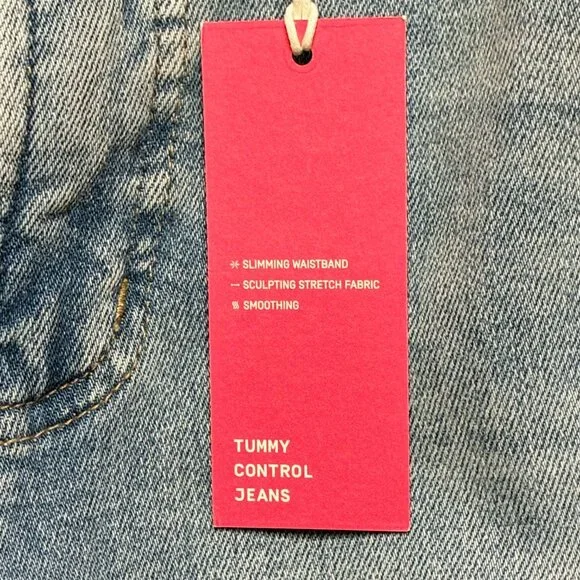 SLIMMING WAISTBAND
SCULPTING STRETCH FABRIC
SMOOTHING
TUMMY
CONTROL
JEANS